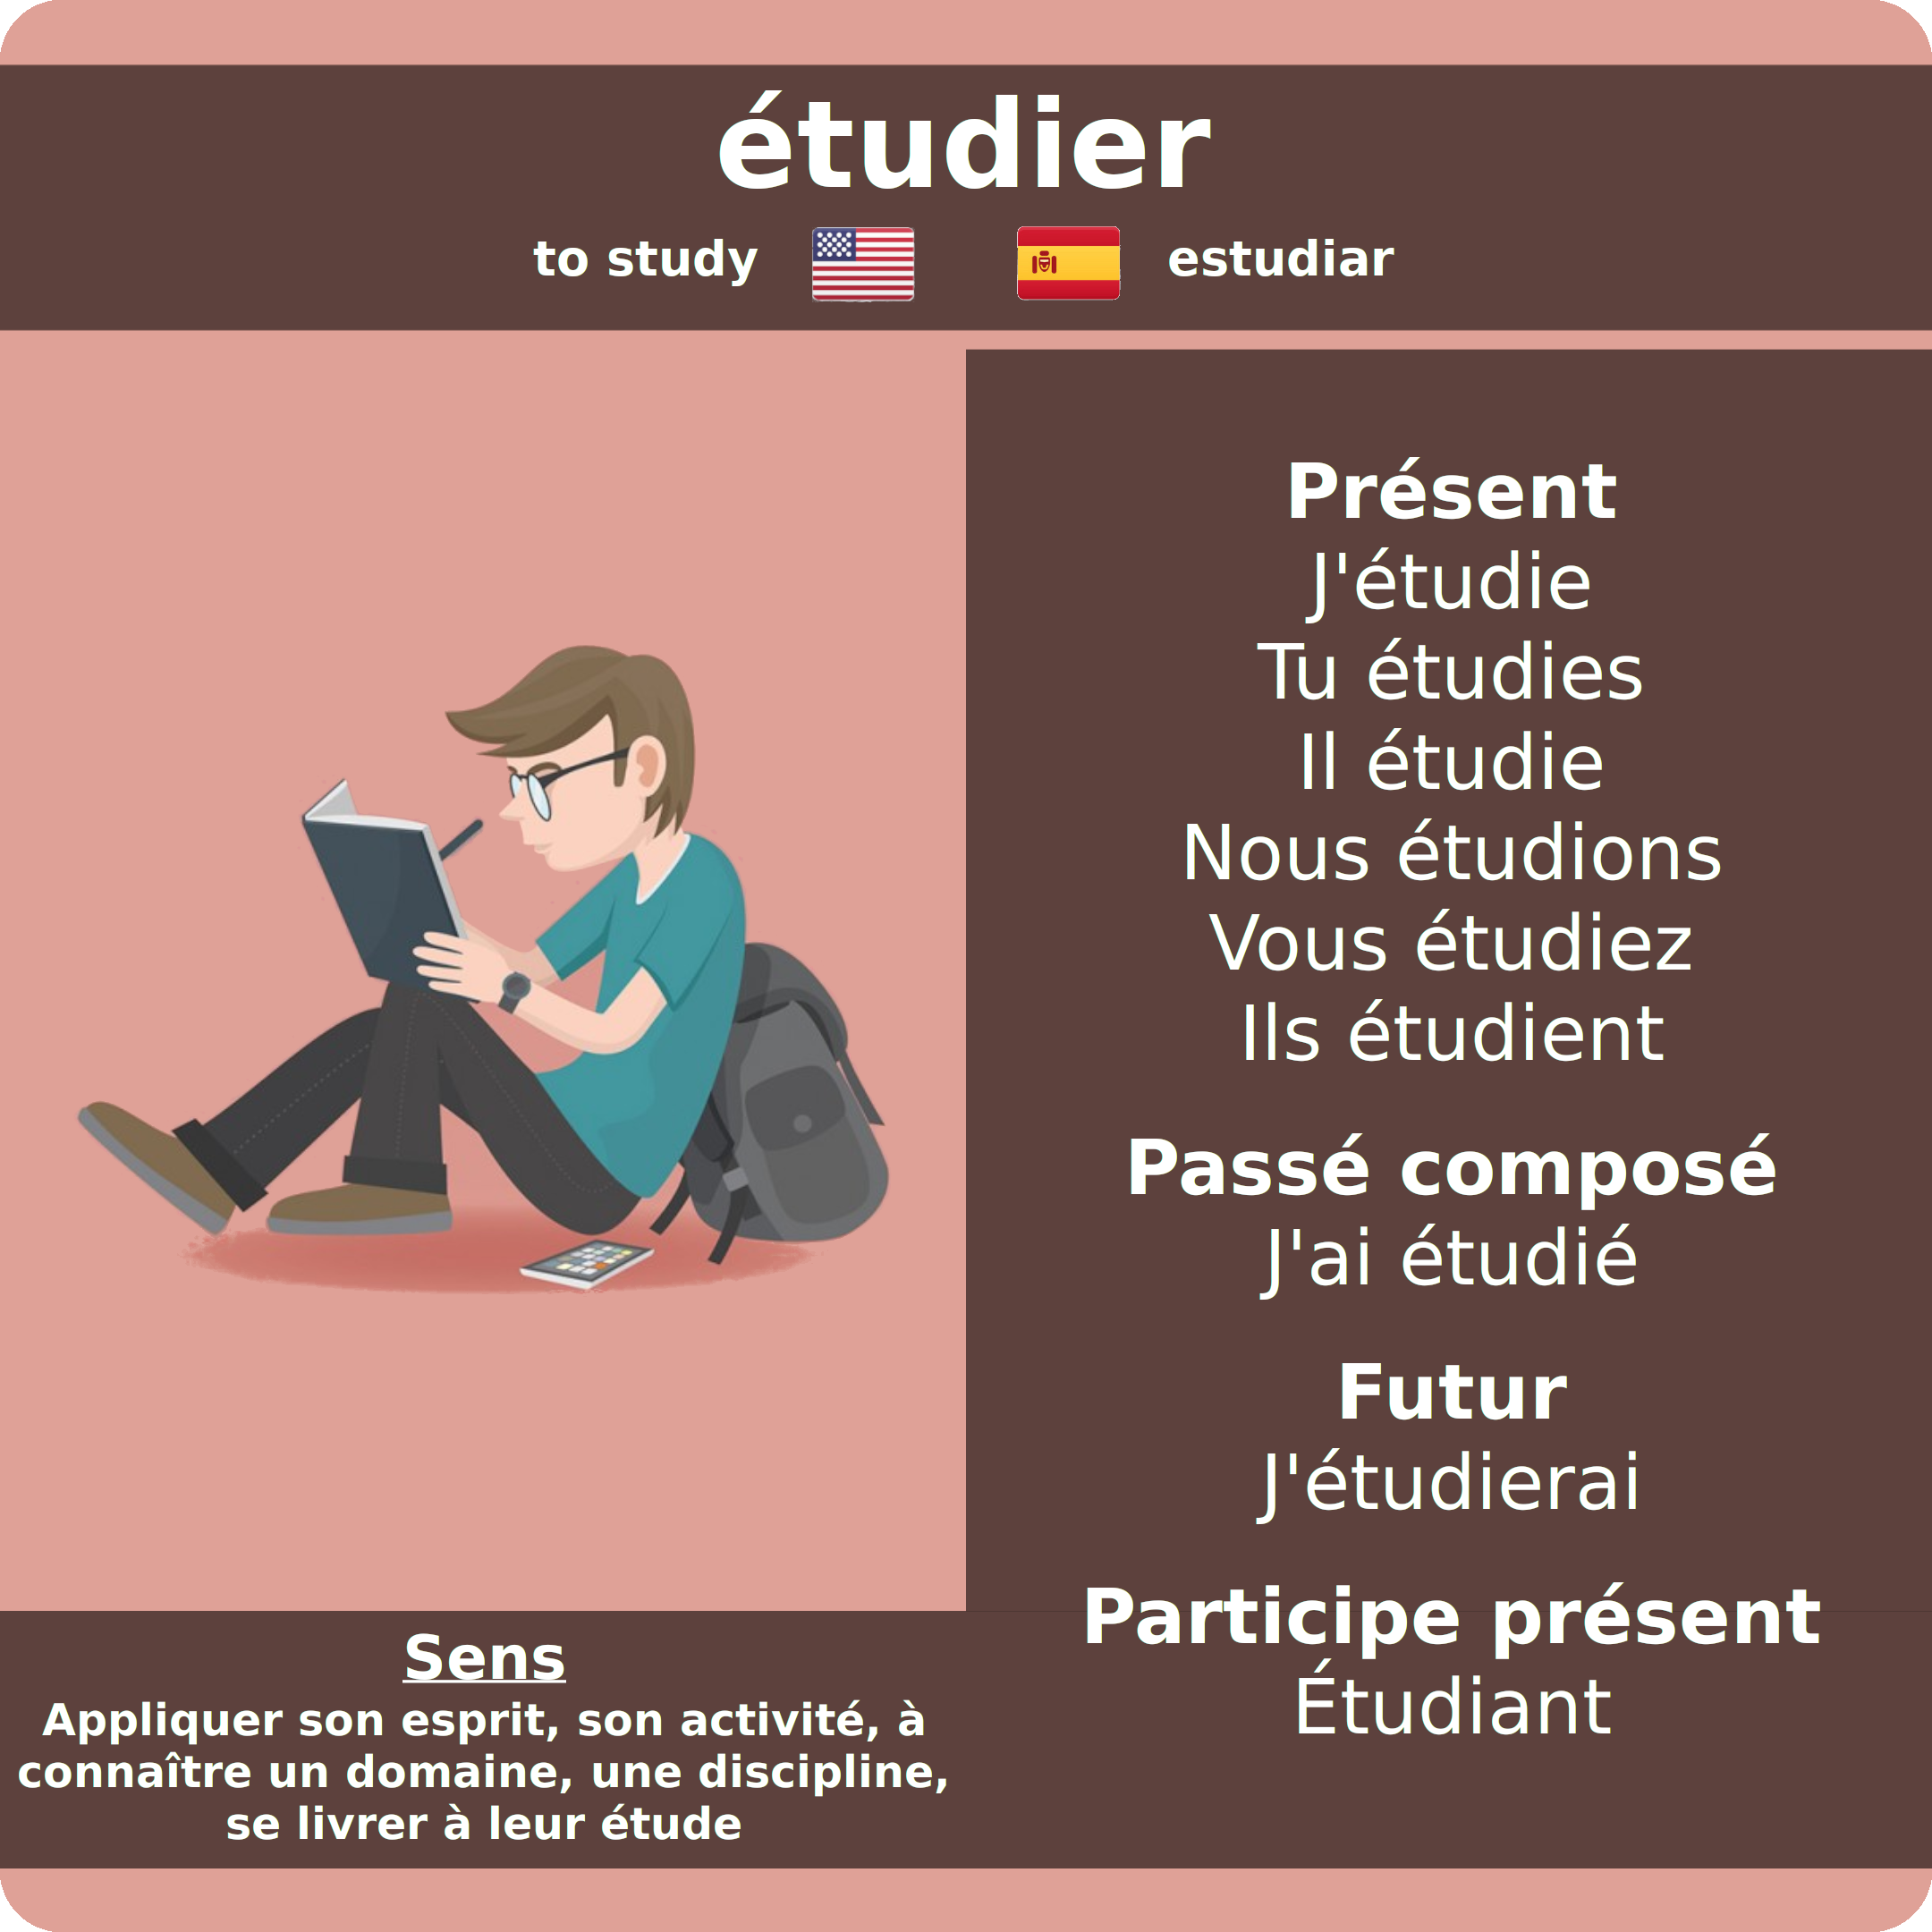 étudier
to study
estudiar
Présent
J'étudie
Tu étudies
Il étudie
Nous étudions
Vous étudiez
Ils étudient
Passé composé
J'ai étudié
Futur
J'étudierai
Participe présent
Étudiant
Sens
Appliquer son esprit, son activité, à
connaître un domaine, une discipline,
se livrer à leur étude